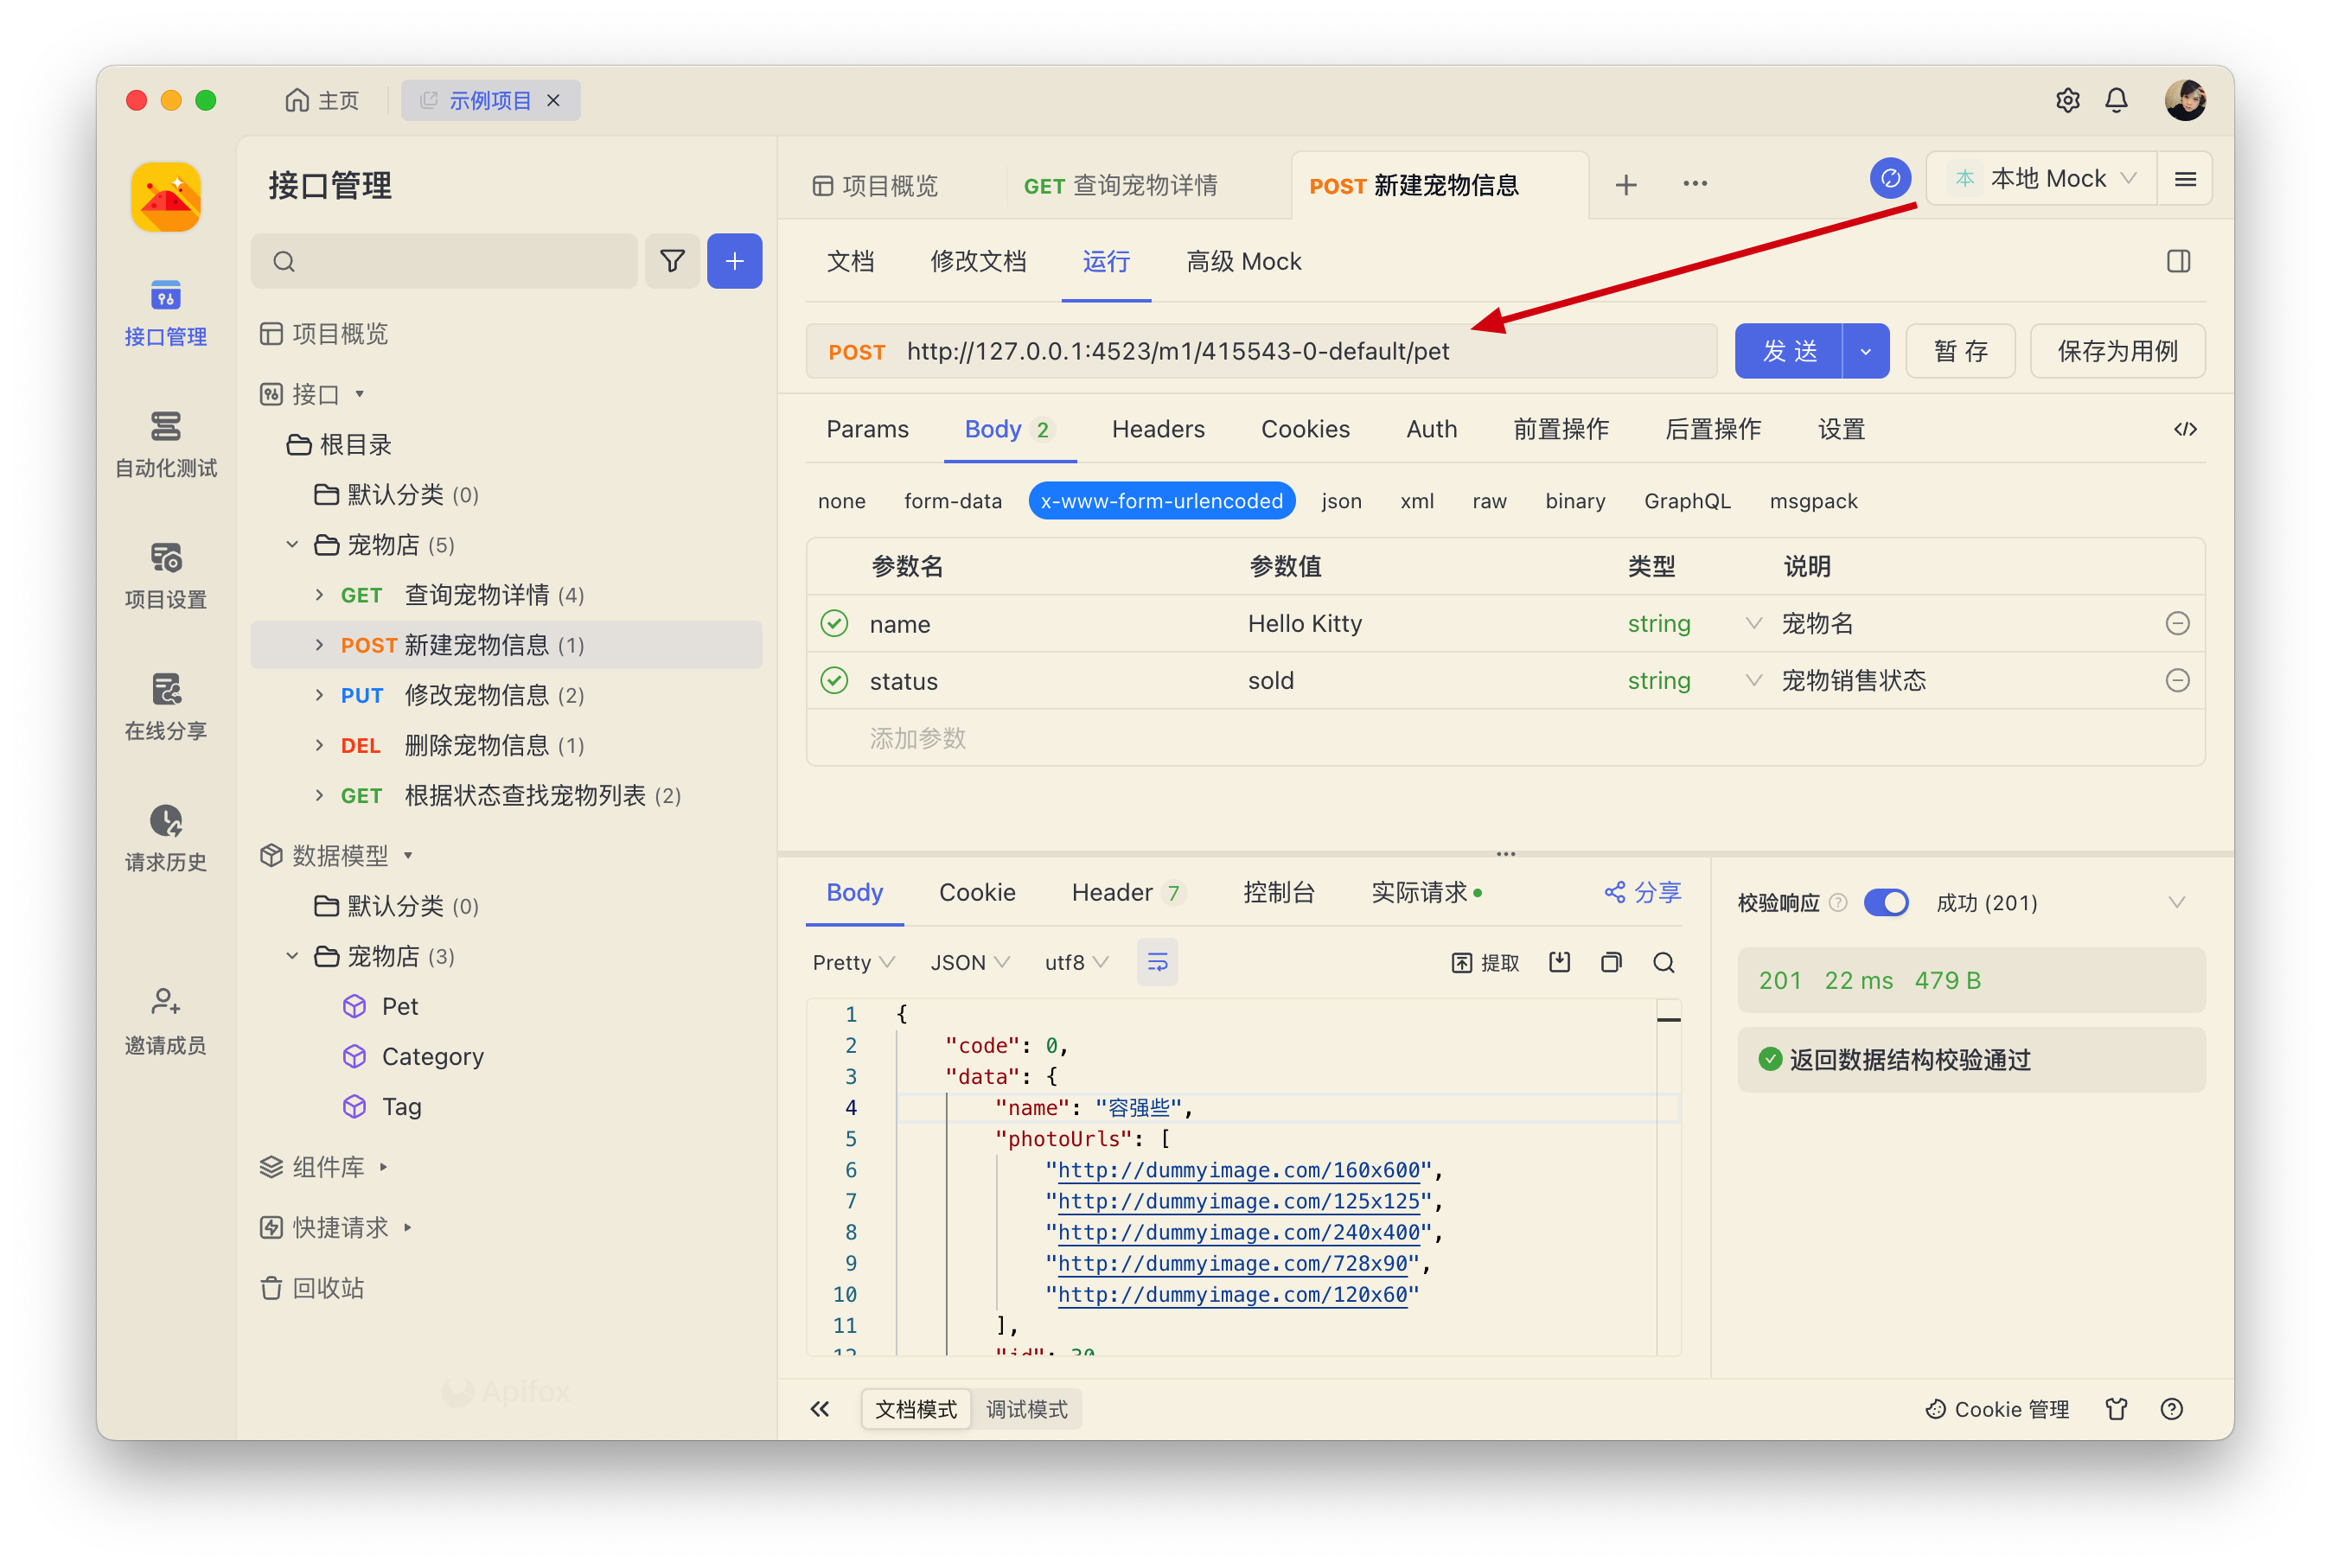 主页
示例项目
接口管理
项目概览
GET 查询宠物详情
POST 新建宠物信息
本 本地 Mock
接口管理
自动化测试
项目设置
在线分享
请求历史
邀请成员
项目概览
接口
根目录
默认分类 (0)
宠物店 (5)
GET 查询宠物详情 (4)
POST 新建宠物信息 (1)
PUT 修改宠物信息 (2)
DEL 删除宠物信息 (1)
GET 根据状态查找宠物列表 (2)
数据模型
默认分类 (0)
宠物店 (3)
Pet
Category
Tag
组件库
快捷请求
回收站
Apifox
文档 修改文档 运行 高级 Mock
POST http://127.0.0.1:4523/m1/415543-0-default/pet
发 送 暂 存 保存为用例
Params Body 2 Headers Cookies Auth 前置操作 后置操作 设置
none form-data x-www-form-urlencoded json xml raw binary GraphQL msgpack
参数名 参数值 类型 说明
name Hello Kitty string 宠物名
status sold string 宠物销售状态
添加参数
Body Cookie Header 7 控制台 实际请求 分享
Pretty JSON utf8 提取
1 {
2 "code": 0,
3 "data": {
4 "name": "容强些",
5 "photoUrls": [
6 "http://dummyimage.com/160x600",
7 "http://dummyimage.com/125x125",
8 "http://dummyimage.com/240x400",
9 "http://dummyimage.com/728x90",
10 "http://dummyimage.com/120x60"
11 ],
12 "id": 30
校验响应 成功 (201)
201 22 ms 479 B
返回数据结构校验通过
文档模式 调试模式
Cookie 管理